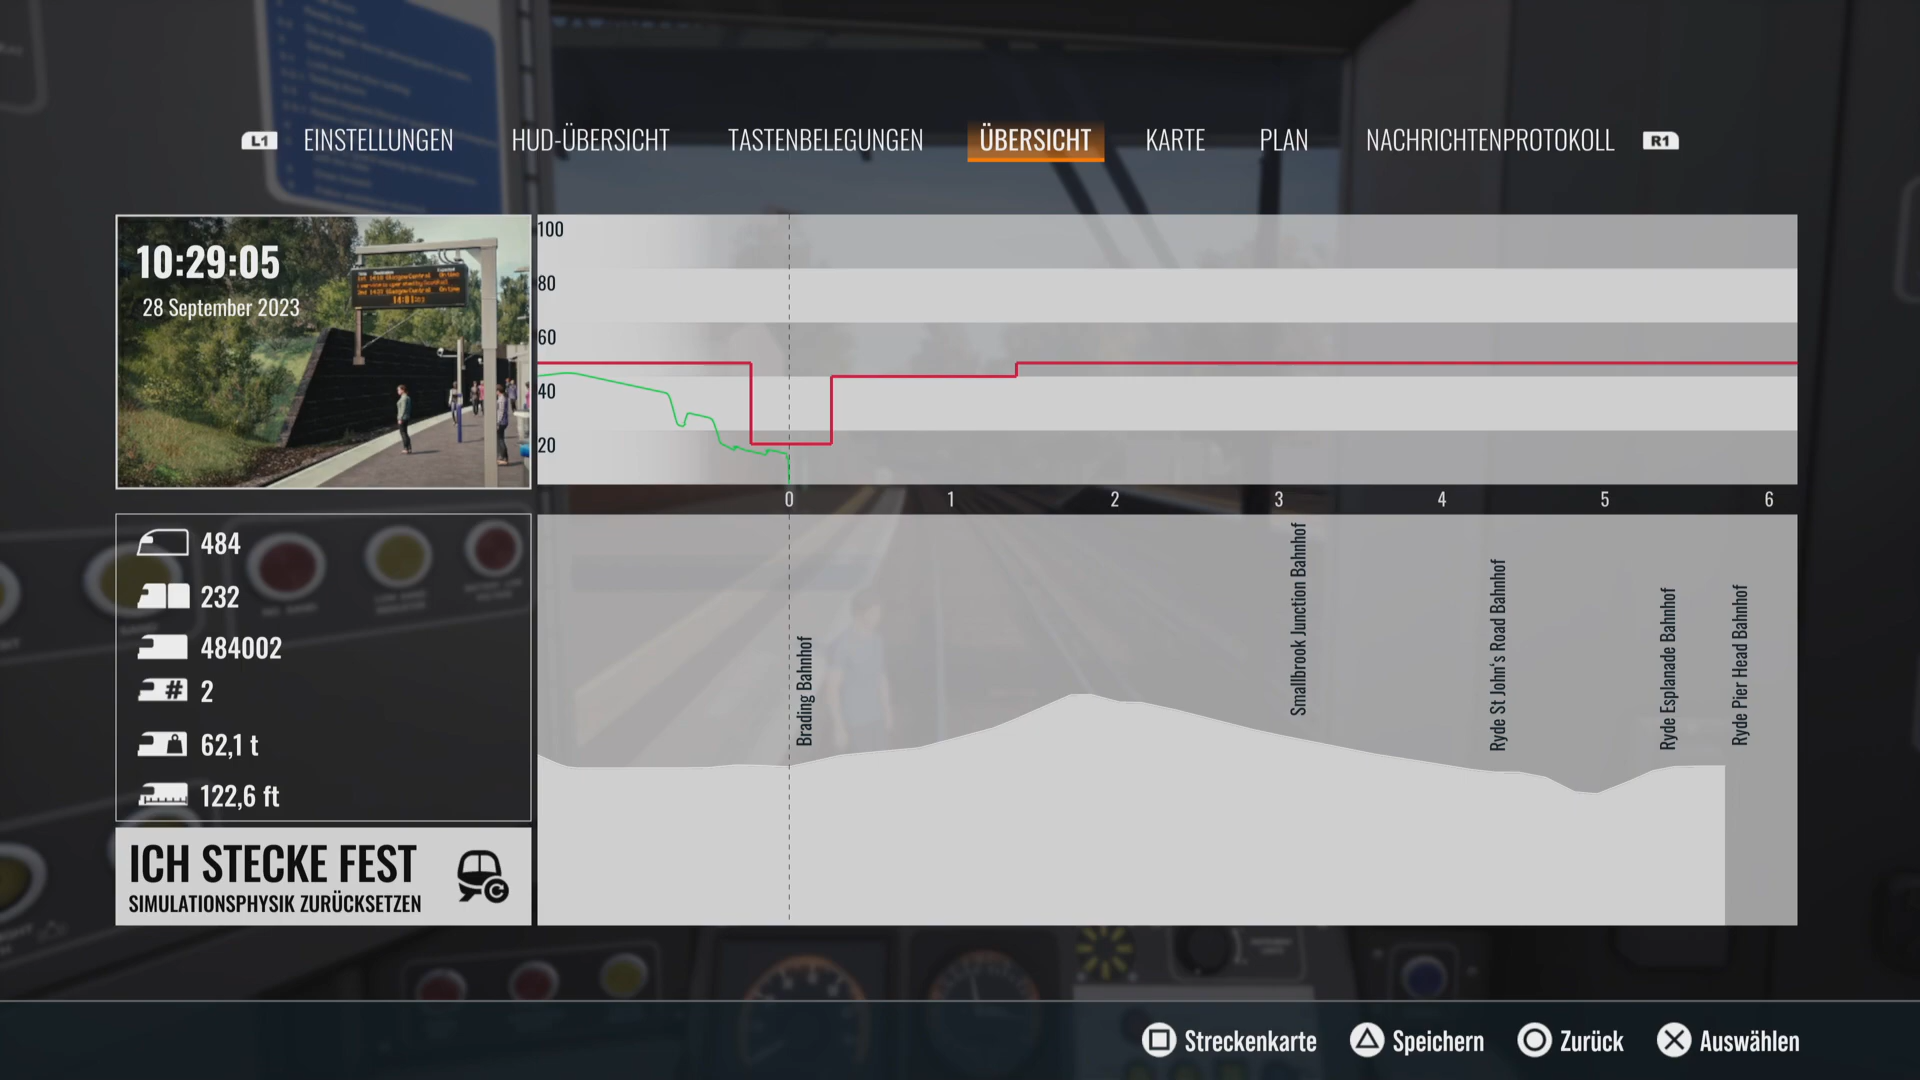 L1 EINSTELLUNGEN HUD-ÜBERSICHT TASTENBELEGUNGEN ÜBERSICHT KARTE PLAN NACHRICHTENPROTOKOLL R1
10:29:05
28 September 2023
100
80
60
40
20
0 1 2 3 4 5 6
484
232
484002
# 2
62,1 t
122,6 ft
Brading Bahnhof
Smallbrook Junction Bahnhof
Ryde St John's Road Bahnhof
Ryde Esplanade Bahnhof
Ryde Pier Head Bahnhof
ICH STECKE FEST
SIMULATIONSPHYSIK ZURÜCKSETZEN
Streckenkarte Speichern Zurück Auswählen